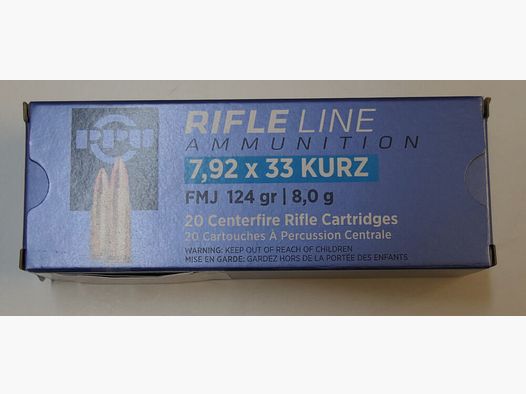 PPU
RIFLE LINE
AMMUNITION
7,92 x 33 KURZ
FMJ 124 gr | 8,0 g
20 Centerfire Rifle Cartridges
20 Cartouches À Percussion Centrale
WARNING: KEEP OUT OF REACH OF CHILDREN
MISE EN GARDE: GARDEZ HORS DE LA PORTÉE DES ENFANTS